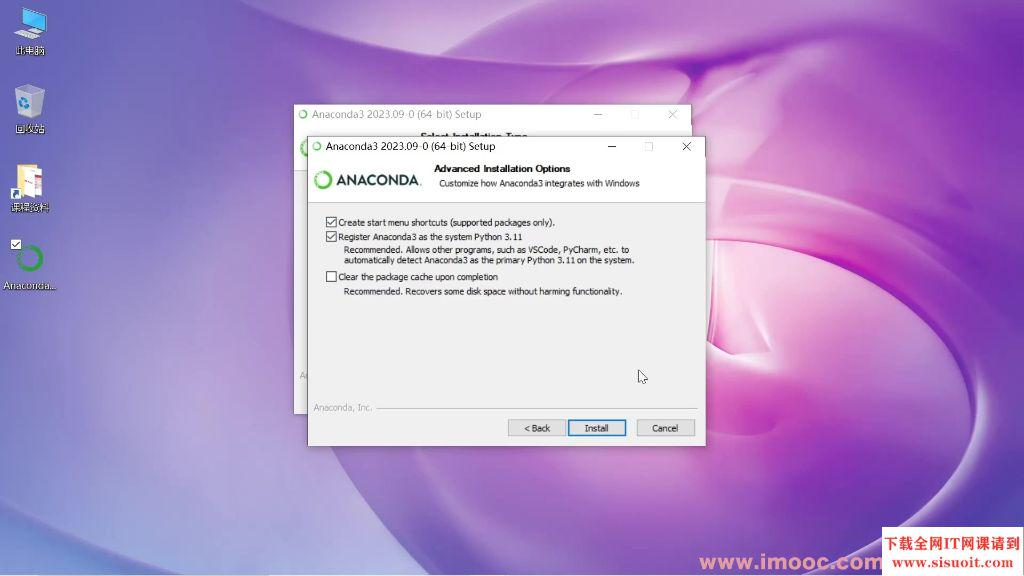 此电脑
回收站
课程资料
Anaconda...
Anaconda3 2023.09-0 (64-bit) Setup
Select Installation Type
Anaconda3 2023.09-0 (64-bit) Setup
ANACONDA.
Advanced Installation Options
Customize how Anaconda3 integrates with Windows
Create start menu shortcuts (supported packages only).
Register Anaconda3 as the system Python 3.11
Recommended. Allows other programs, such as VSCode, PyCharm, etc. to
automatically detect Anaconda3 as the primary Python 3.11 on the system.
Clear the package cache upon completion
Recommended. Recovers some disk space without harming functionality.
Anaconda, Inc.
< Back
Install
Cancel
www.imooc.com
下载全网IT网课请到
www.sisuoit.com